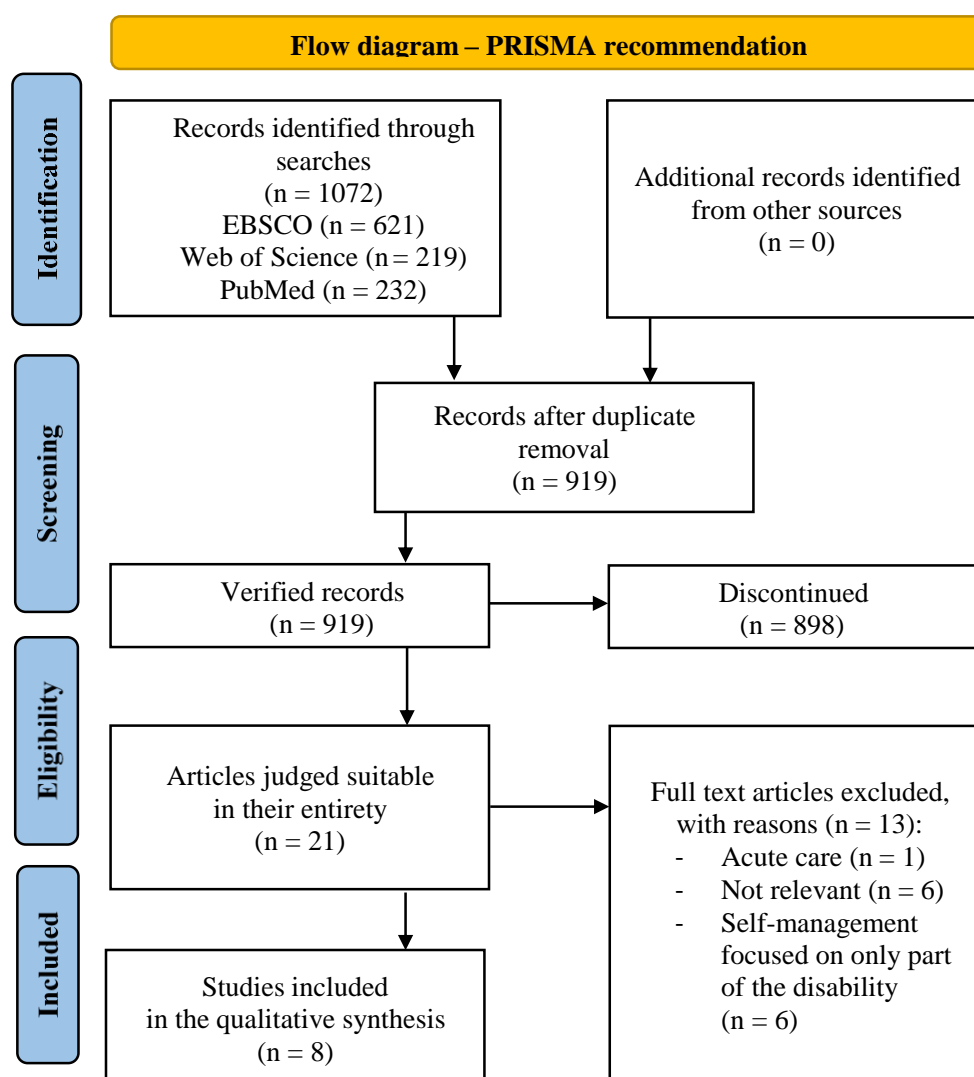 Flow diagram – PRISMA recommendation
Identification
Records identified through
searches
(n = 1072)
EBSCO (n = 621)
Web of Science (n = 219)
PubMed (n = 232)
Additional records identified
from other sources
(n = 0)
Screening
Records after duplicate
removal
(n = 919)
Verified records
(n = 919)
Discontinued
(n = 898)
Eligibility
Articles judged suitable
in their entirety
(n = 21)
Full text articles excluded,
with reasons (n = 13):
- Acute care (n = 1)
- Not relevant (n = 6)
- Self-management
focused on only part
of the disability
(n = 6)
Included
Studies included
in the qualitative synthesis
(n = 8)